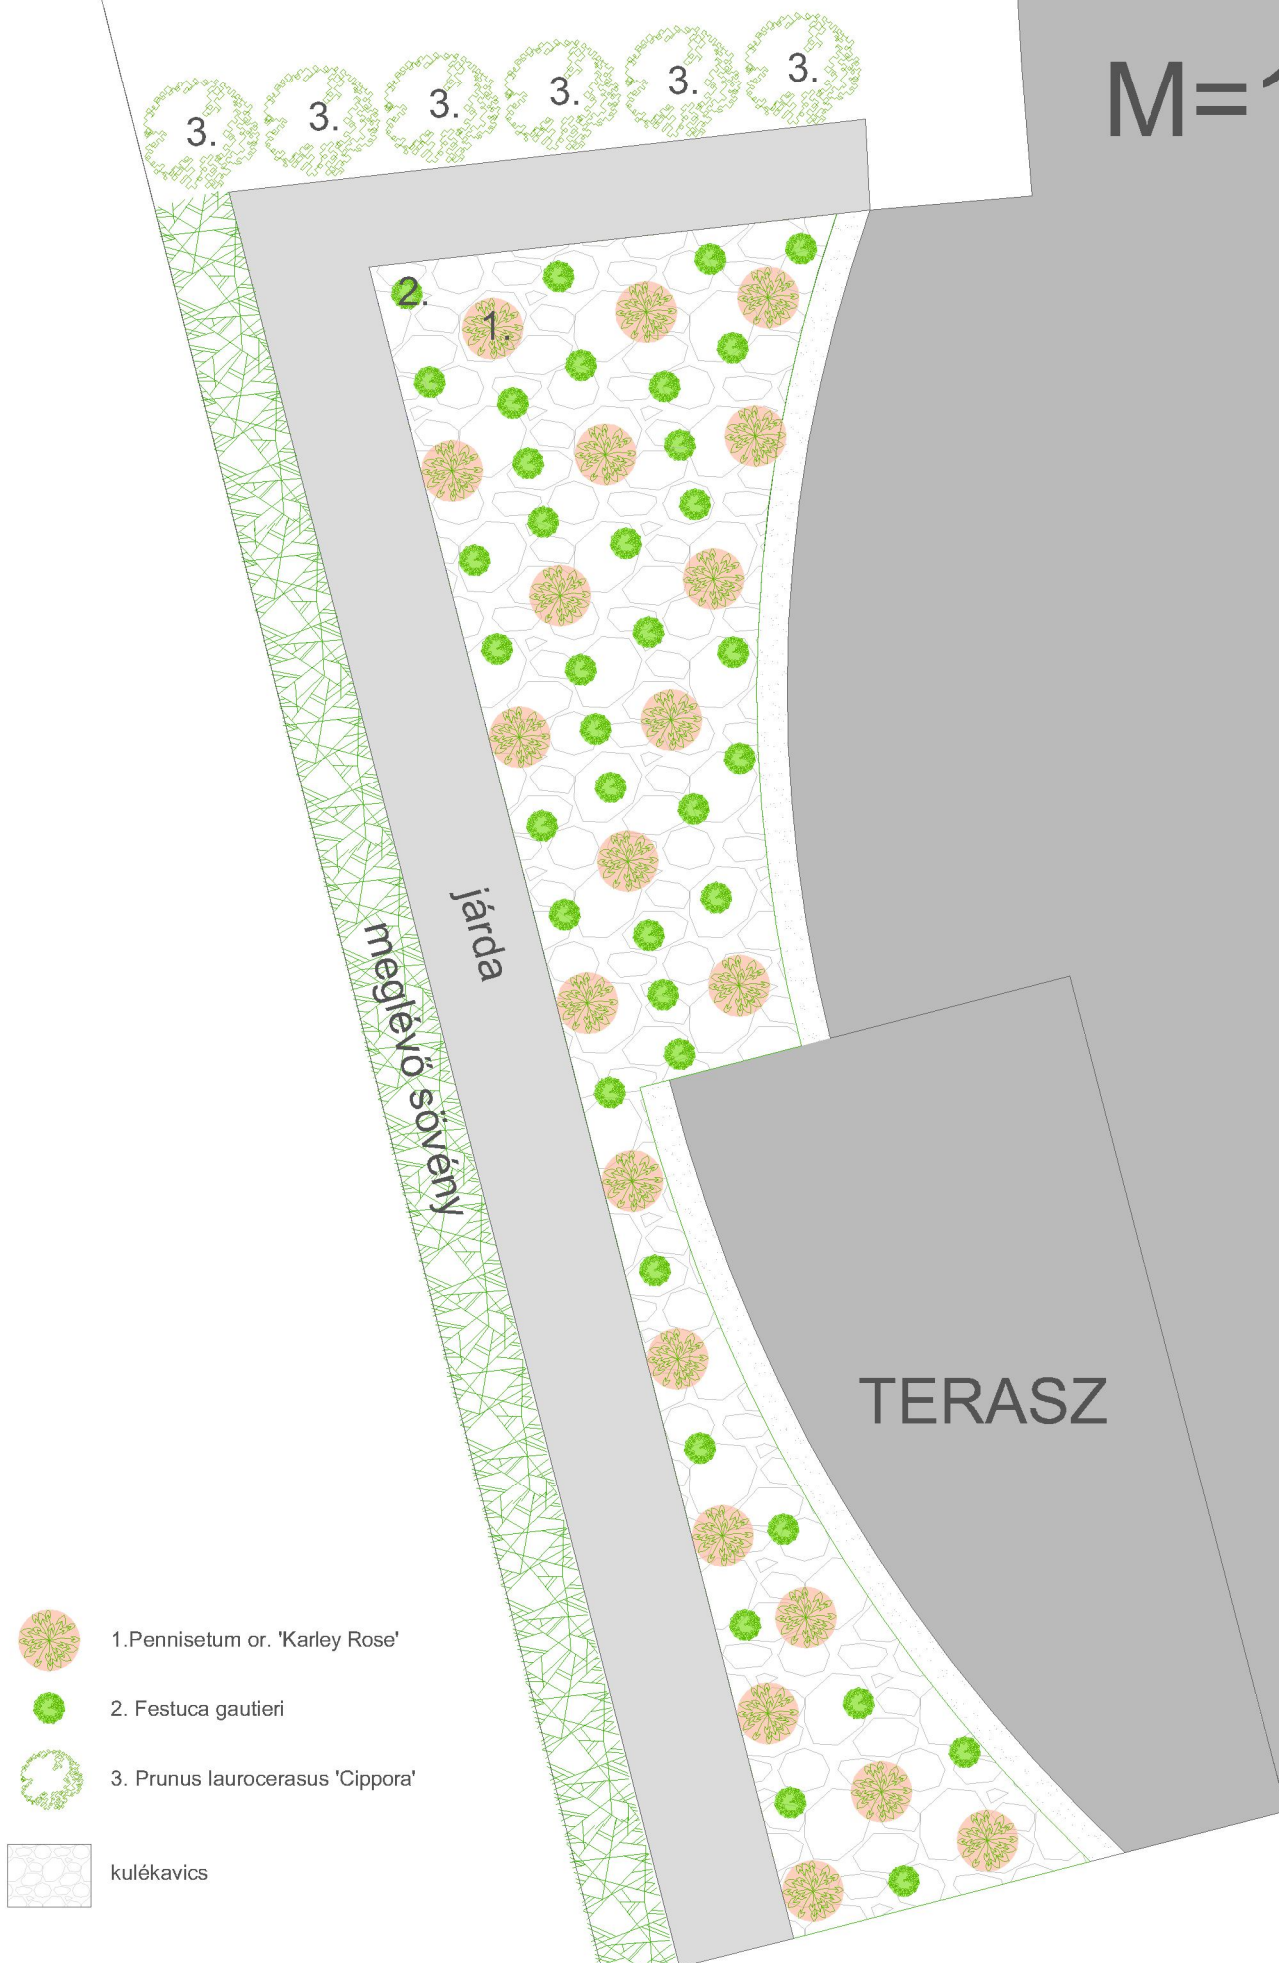 3. 3. 3. 3. 3. 3.
M=1
2.
1.
járda
meglévő sövény
TERASZ
1.Pennisetum or. 'Karley Rose'
2. Festuca gautieri
3. Prunus laurocerasus 'Cippora'
kulékavics